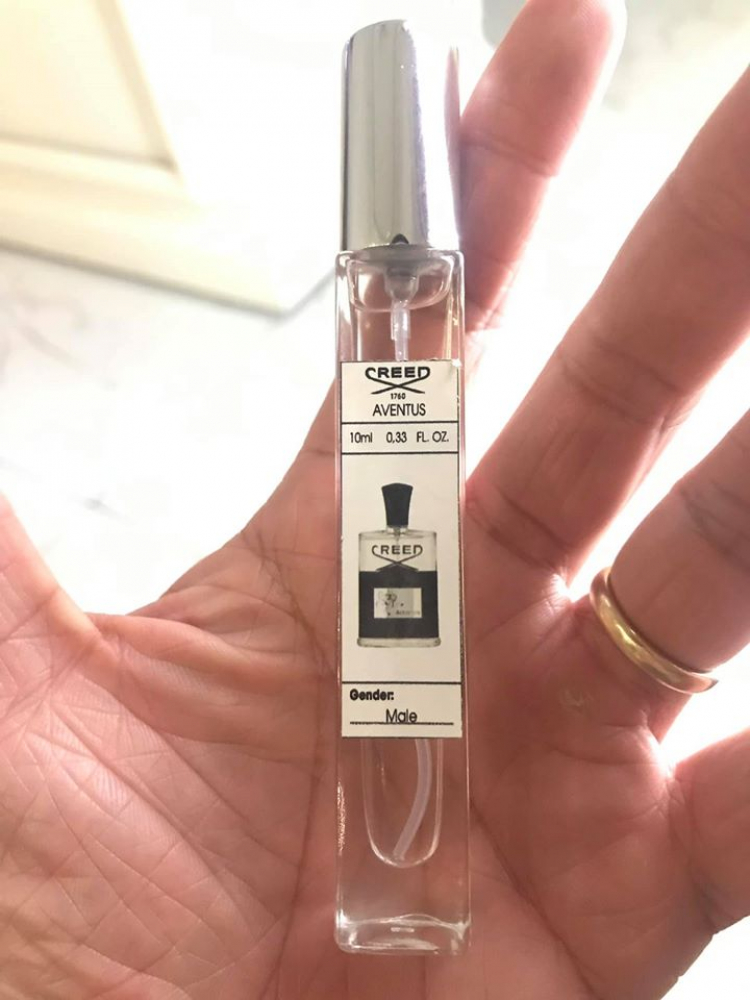 CREED
1760
AVENTUS
10ml 0,33 FL. OZ.
CREED
Gender:
Male